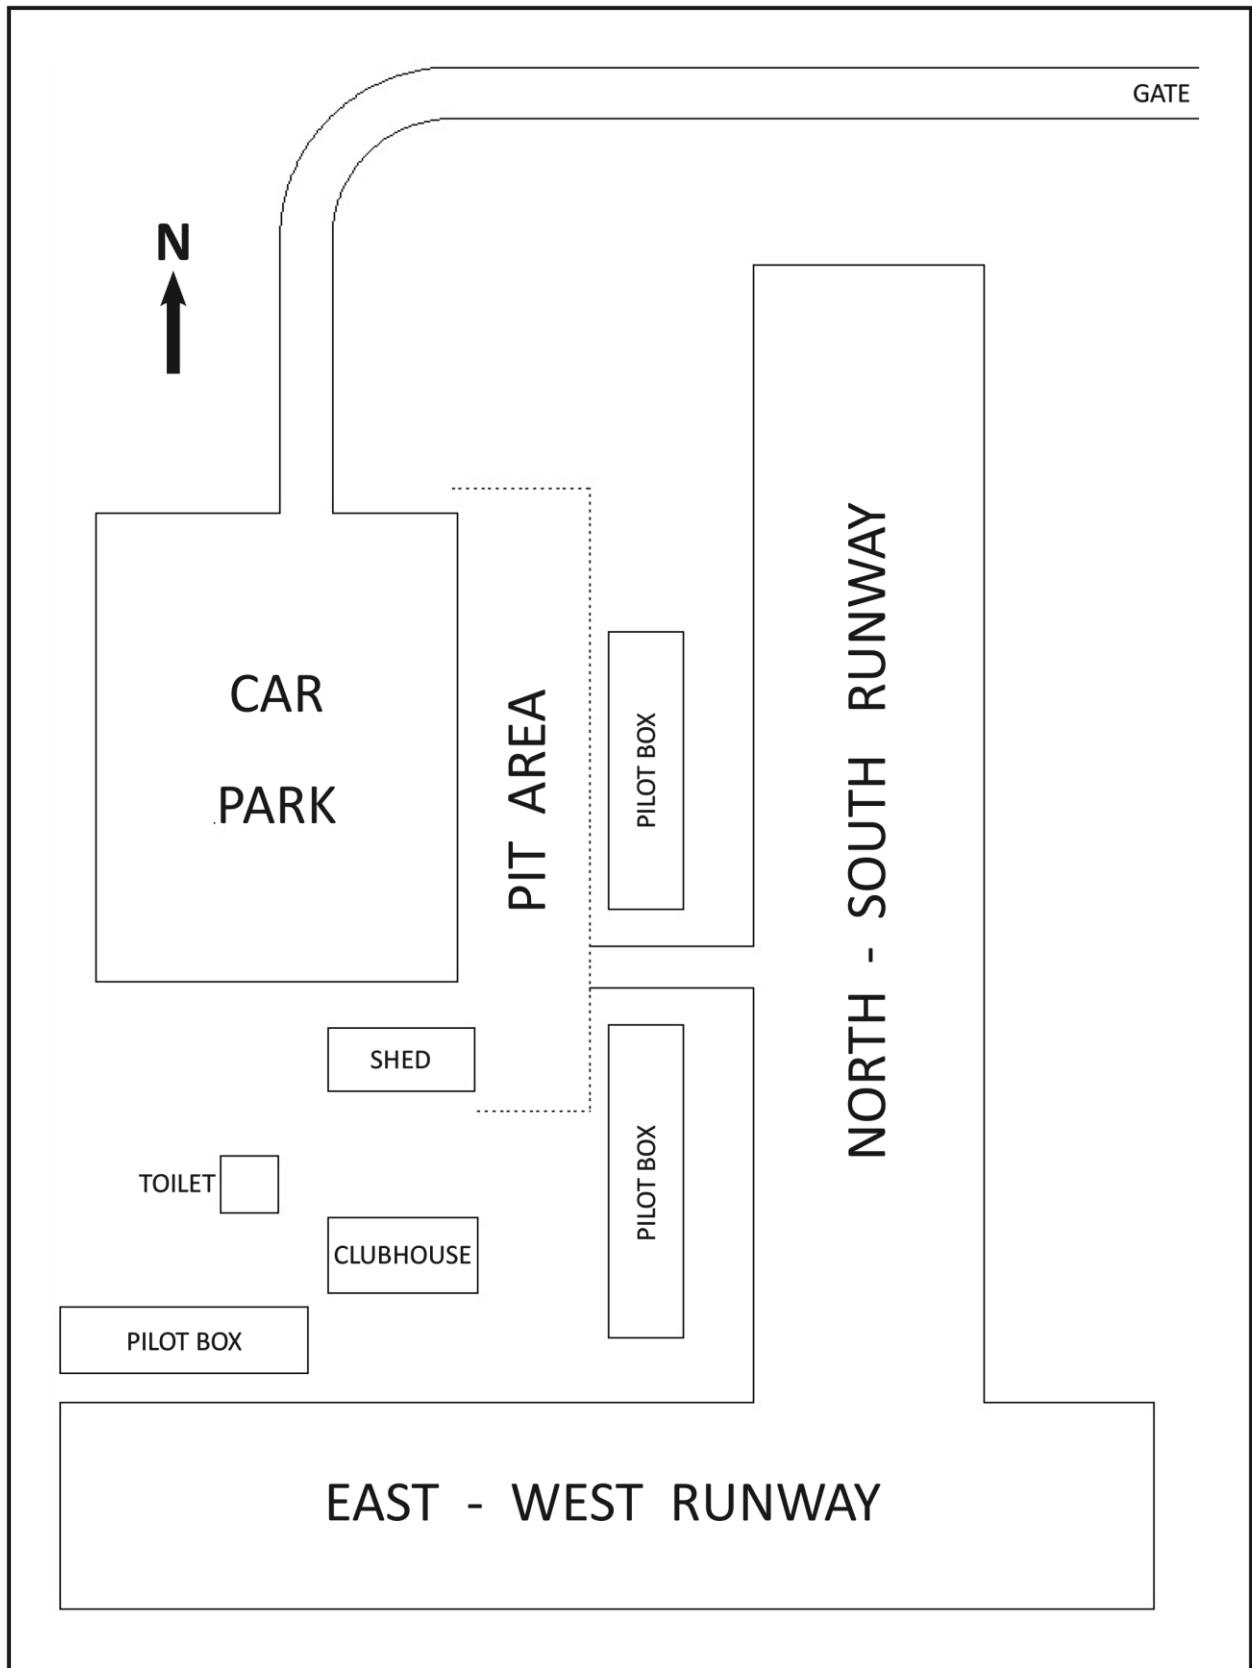 GATE
N
CAR
PARK
PIT AREA
PILOT BOX
NORTH - SOUTH RUNWAY
SHED
TOILET
PILOT BOX
CLUBHOUSE
PILOT BOX
EAST - WEST RUNWAY